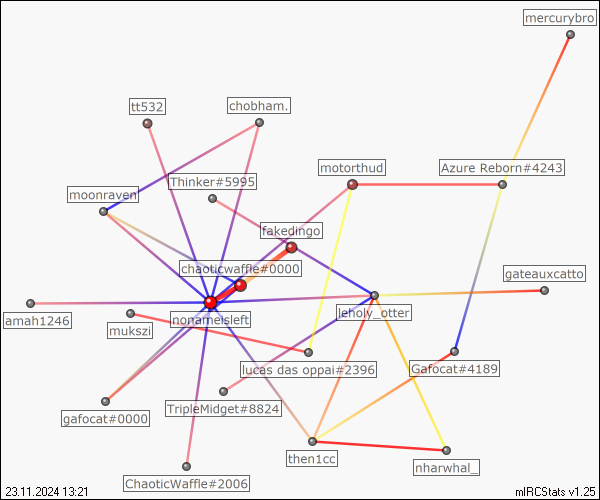 mercurybro
tt532
chobham.
motorthud
Azure Reborn#4243
Thinker#5995
moonraven
fakedingo
chaoticwaffle#0000
gateauxcatto
leholy_otter
nonameisleft
amah1246
mukszi
lucas das oppai#2396
Gafocat#4189
TripleMidget#8824
gafocat#0000
then1cc
nharwhal_
ChaoticWaffle#2006
23.11.2024 13:21
mIRCStats v1.25